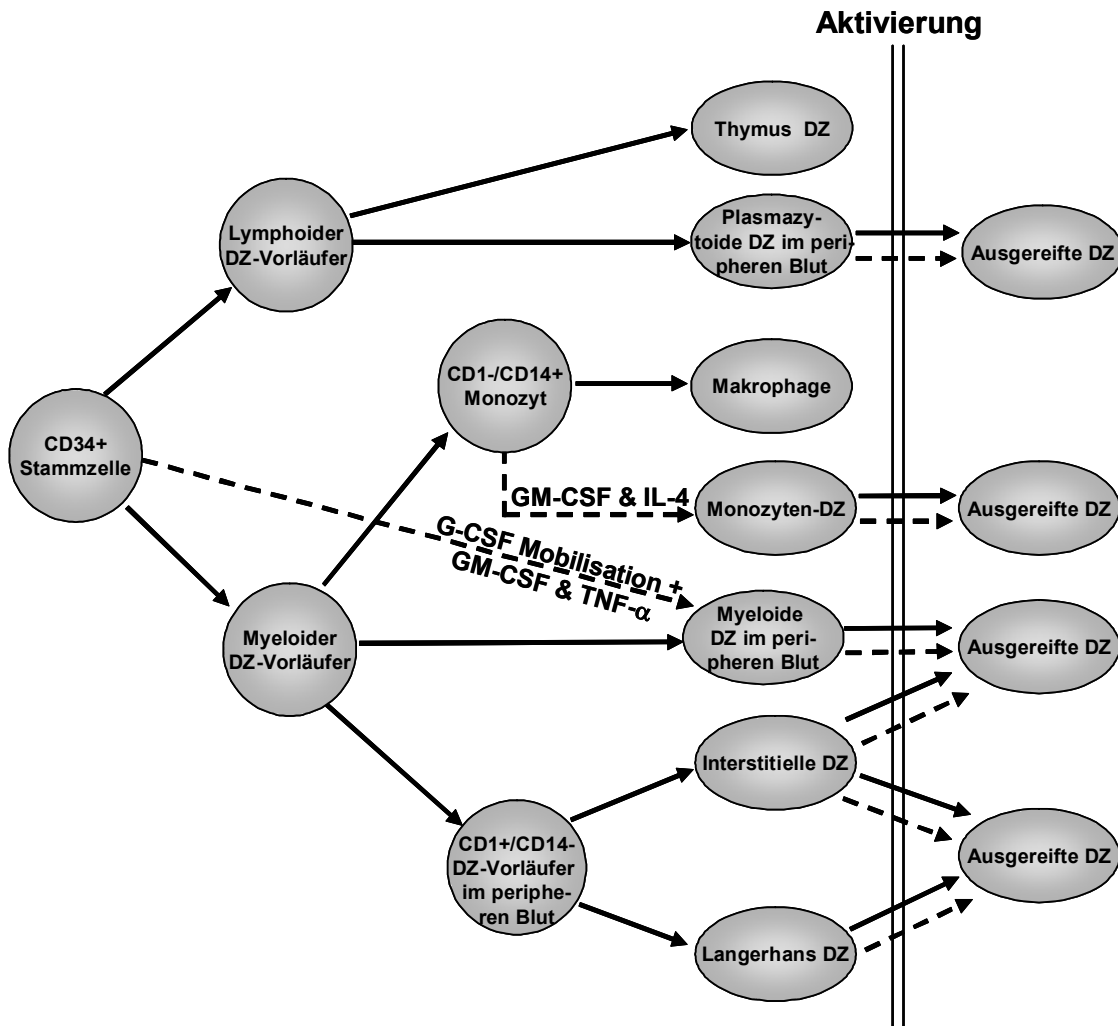 Aktivierung
Thymus DZ
Lymphoider
DZ-Vorläufer
Plasmazy-
toide DZ im peri-
pheren Blut
Ausgereifte DZ
CD1-/CD14+
Monozyt
Makrophage
CD34+
Stammzelle
GM-CSF & IL-4
Monozyten-DZ
Ausgereifte DZ
G-CSF Mobilisation +
GM-CSF & TNF-α
Myeloider
DZ-Vorläufer
Myeloide
DZ im peri-
pheren Blut
Ausgereifte DZ
Interstitielle DZ
CD1+/CD14-
DZ-Vorläufer
im periphe-
ren Blut
Ausgereifte DZ
Langerhans DZ